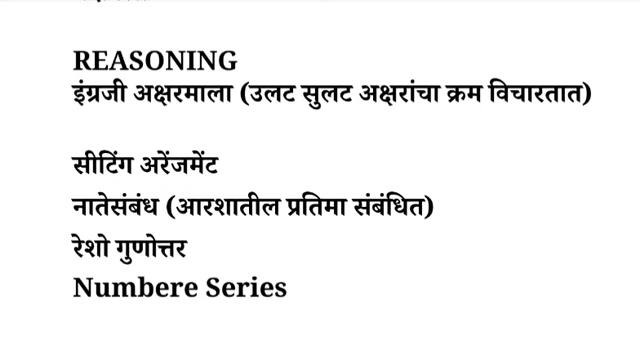 REASONING
इंग्रजी अक्षरमाला (उलट सुलट अक्षरांचा क्रम विचारतात)
सीटिंग अरेंजमेंट
नातेसंबंध (आरशातील प्रतिमा संबंधित)
रेशो गुणोत्तर
Numbere Series